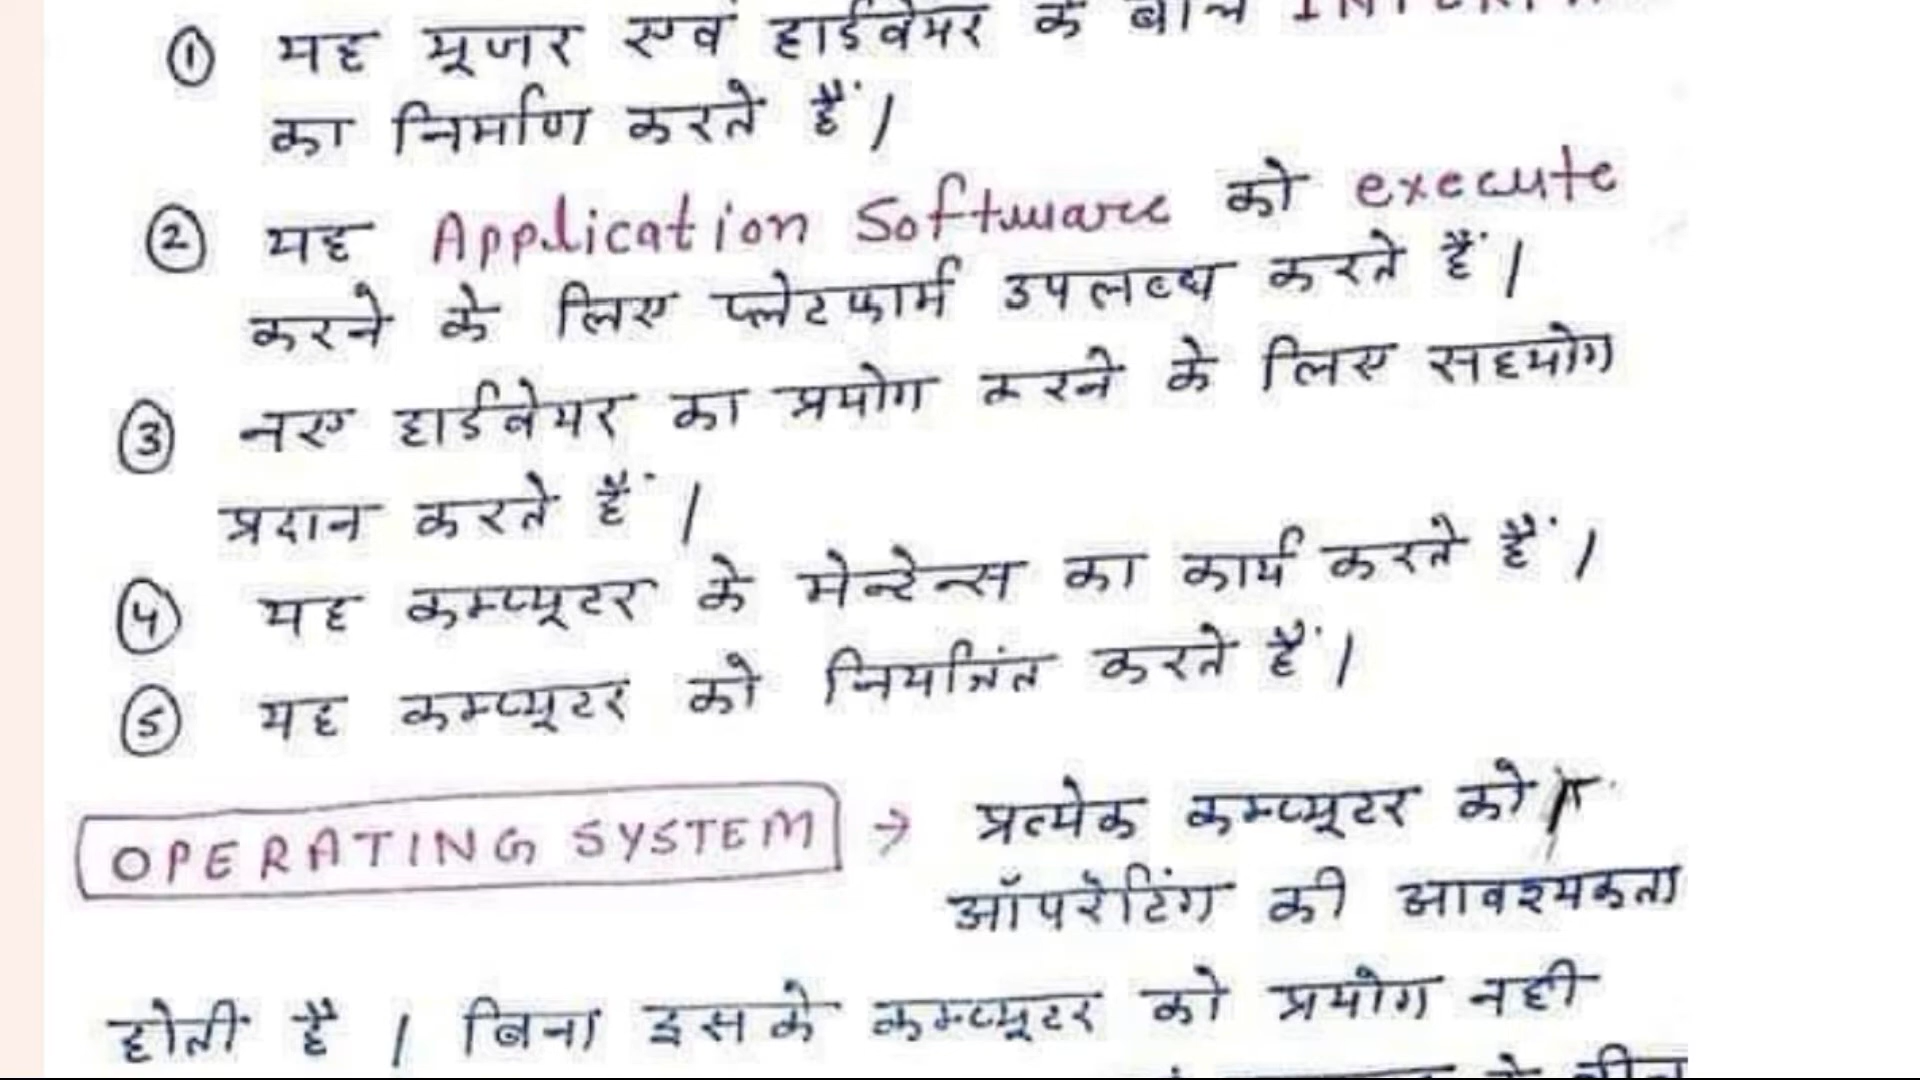 ① यह यूजर एवं हार्डवेयर के बीच
का निर्माण करते हैं।
② यह Application Software को execute
करने के लिए प्लेटफार्म उपलब्ध करते हैं।
③ नए हार्डवेयर का प्रयोग करने के लिए सहयोग
प्रदान करते हैं।
④ यह कम्प्यूटर के मेन्टेन्स का कार्य करते हैं।
⑤ यह कम्प्यूटर को नियत्रिंत करते हैं।
OPERATING SYSTEM → प्रत्येक कम्प्यूटर को
ऑपरेटिंग की आवश्यकता
होती है। बिना इसके कम्प्यूटर को प्रयोग नही